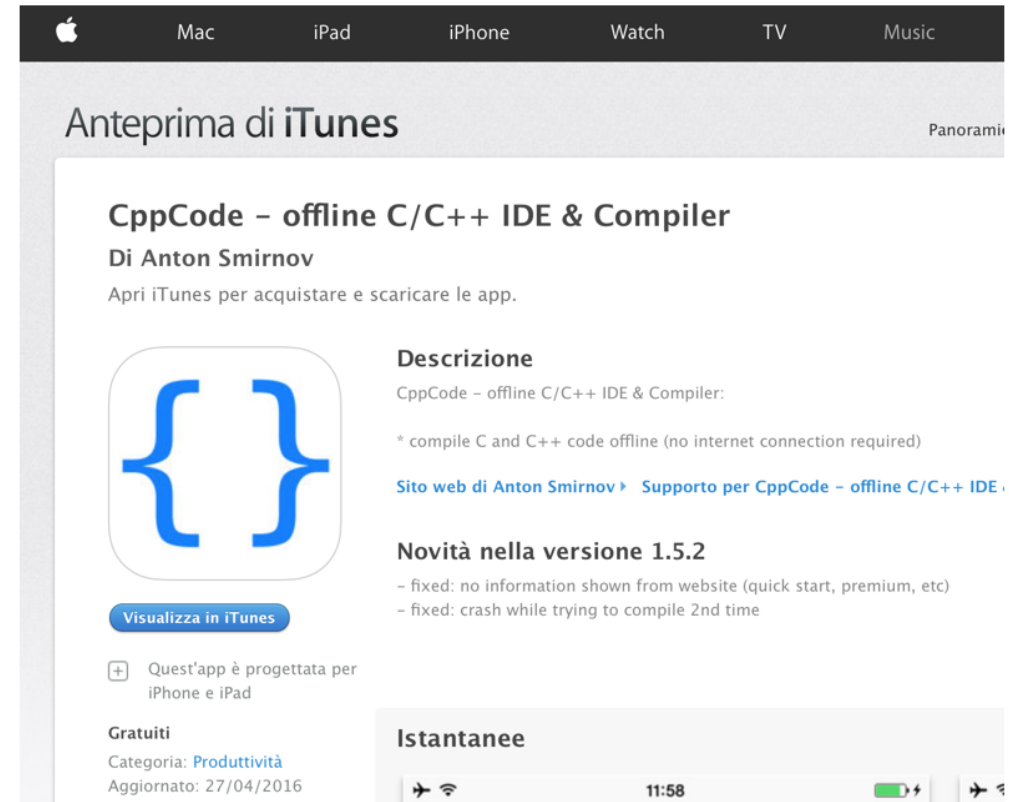 Mac iPad iPhone Watch TV Music
Anteprima di iTunes
CppCode – offline C/C++ IDE & Compiler
Di Anton Smirnov
Apri iTunes per acquistare e scaricare le app.
{ }
Visualizza in iTunes
Quest'app è progettata per
iPhone e iPad
Gratuiti
Categoria: Produttività
Aggiornato: 27/04/2016
Descrizione
CppCode – offline C/C++ IDE & Compiler:
* compile C and C++ code offline (no internet connection required)
Sito web di Anton Smirnov Supporto per CppCode – offline C/C++ IDE
Novità nella versione 1.5.2
– fixed: no information shown from website (quick start, premium, etc)
– fixed: crash while trying to compile 2nd time
Istantanee
11:58